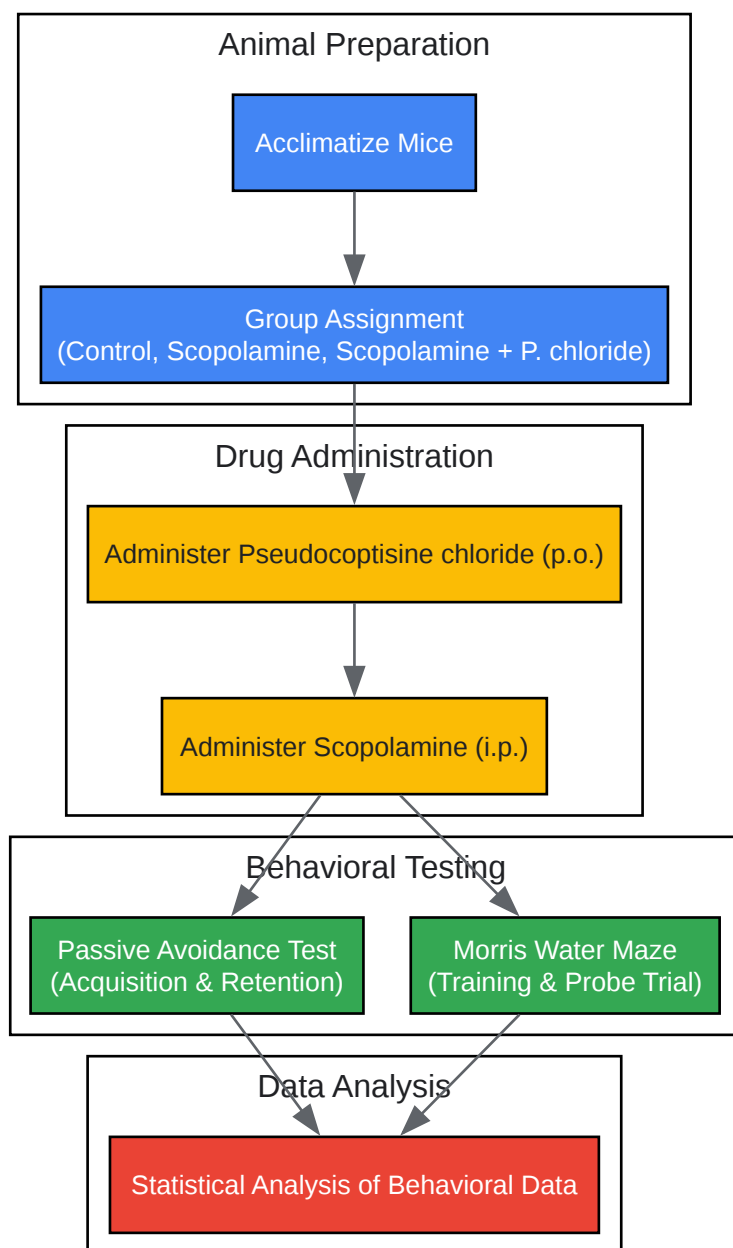 Animal Preparation
Acclimatize Mice
Group Assignment
(Control, Scopolamine, Scopolamine + P. chloride)
Drug Administration
Administer Pseudocoptisine chloride (p.o.)
Administer Scopolamine (i.p.)
Behavioral Testing
Passive Avoidance Test
(Acquisition & Retention)
Morris Water Maze
(Training & Probe Trial)
Data Analysis
Statistical Analysis of Behavioral Data